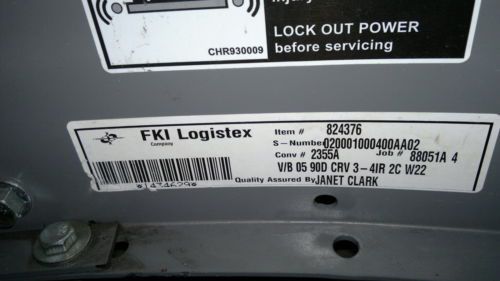 LOCK OUT POWER
before servicing
CHR930009
FKI Logistex
Company
Item # 824376
S-Number 020001000400AA02
Conv # 2355A Job # 88051A 4
V/B 05 90D CRV 3-4IR 2C W22
Quality Assured By JANET CLARK